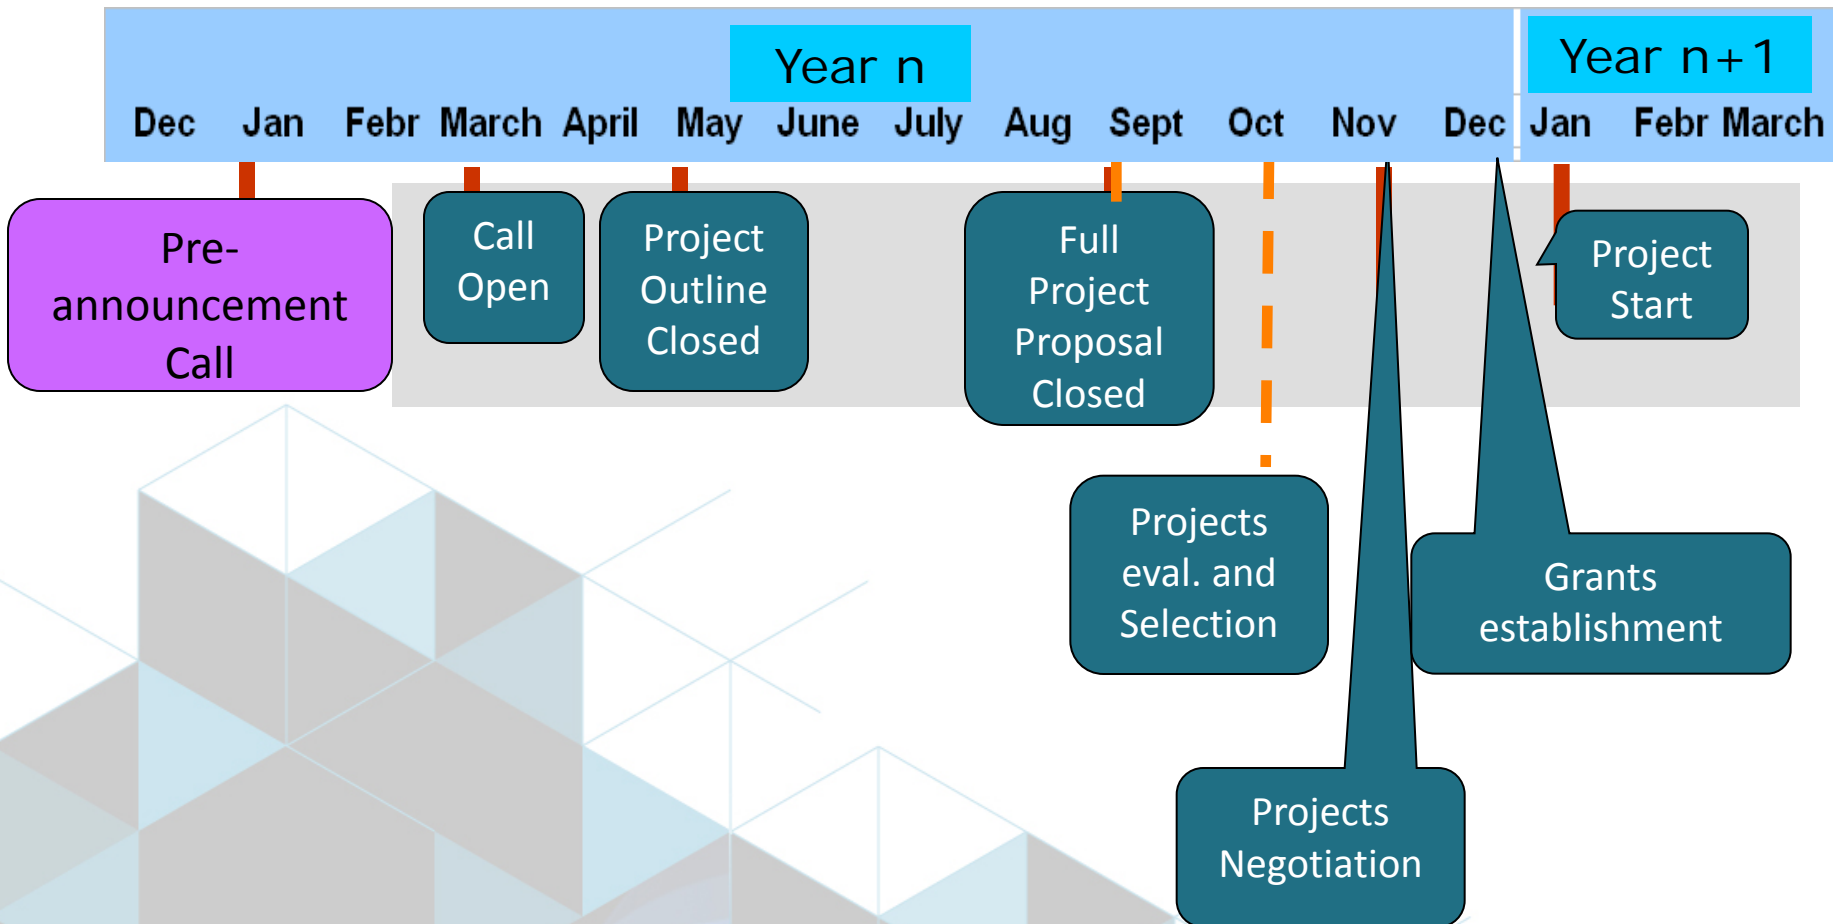 Year n
Year n+1
Dec Jan Febr March April May June July Aug Sept Oct Nov Dec Jan Febr March
Pre-
announcement
Call
Call
Open
Project
Outline
Closed
Full
Project
Proposal
Closed
Project
Start
Projects
eval. and
Selection
Grants
establishment
Projects
Negotiation